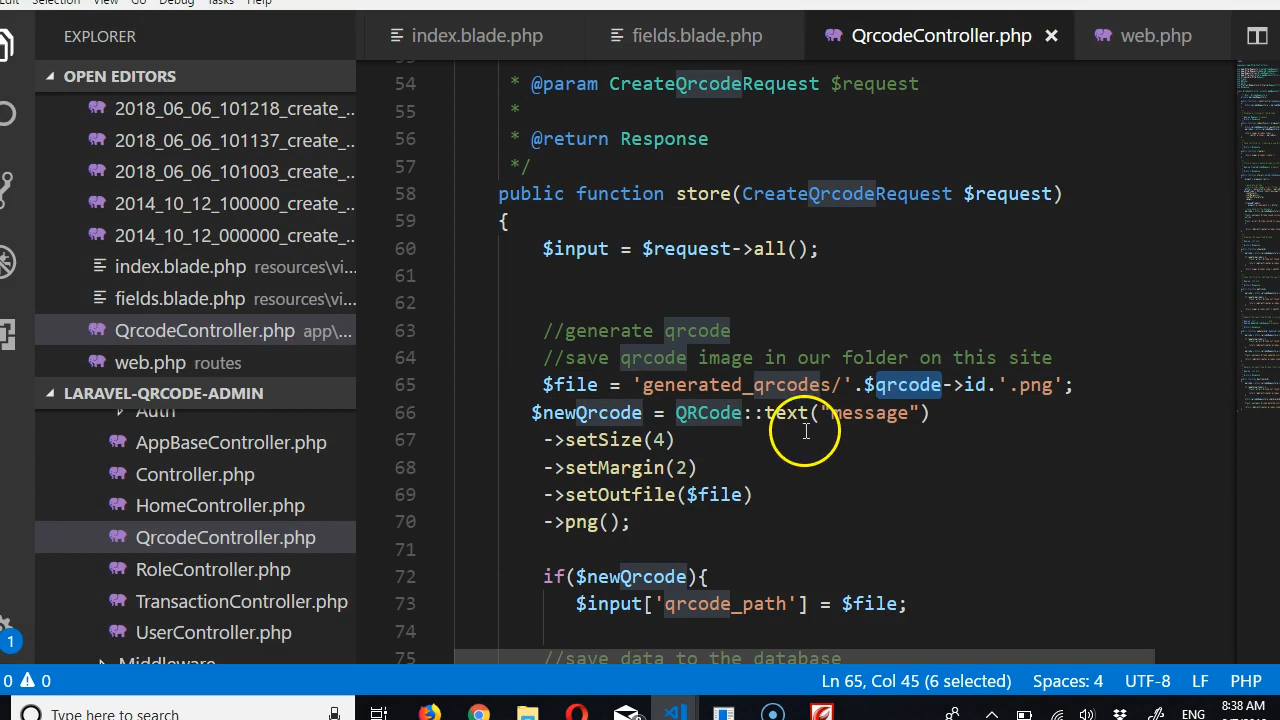 Edit Selection View Go Debug Tasks Help
EXPLORER
index.blade.php
fields.blade.php
QrcodeController.php
web.php
OPEN EDITORS
2018_06_06_101218_create_...
2018_06_06_101137_create_...
2018_06_06_101003_create_...
2014_10_12_100000_create_...
2014_10_12_000000_create_...
index.blade.php resources\vi...
fields.blade.php resources\vi...
QrcodeController.php app\...
web.php routes
LARAVEL-QRCODE-ADMIN
Auth
AppBaseController.php
Controller.php
HomeController.php
QrcodeController.php
RoleController.php
TransactionController.php
UserController.php
Middleware
54 * @param CreateQrcodeRequest $request
55 *
56 * @return Response
57 */
58 public function store(CreateQrcodeRequest $request)
59 {
60 $input = $request->all();
61
62
63 //generate qrcode
64 //save qrcode image in our folder on this site
65 $file = 'generated_qrcodes/'.$qrcode->id.'.png';
66 $newQrcode = QRCode::text("message")
67 ->setSize(4)
68 ->setMargin(2)
69 ->setOutfile($file)
70 ->png();
71
72 if($newQrcode){
73 $input['qrcode_path'] = $file;
74
75 //save data to the database
1
0 0
Ln 65, Col 45 (6 selected)
Spaces: 4
UTF-8
LF
PHP
Type here to search
ENG
8:38 AM